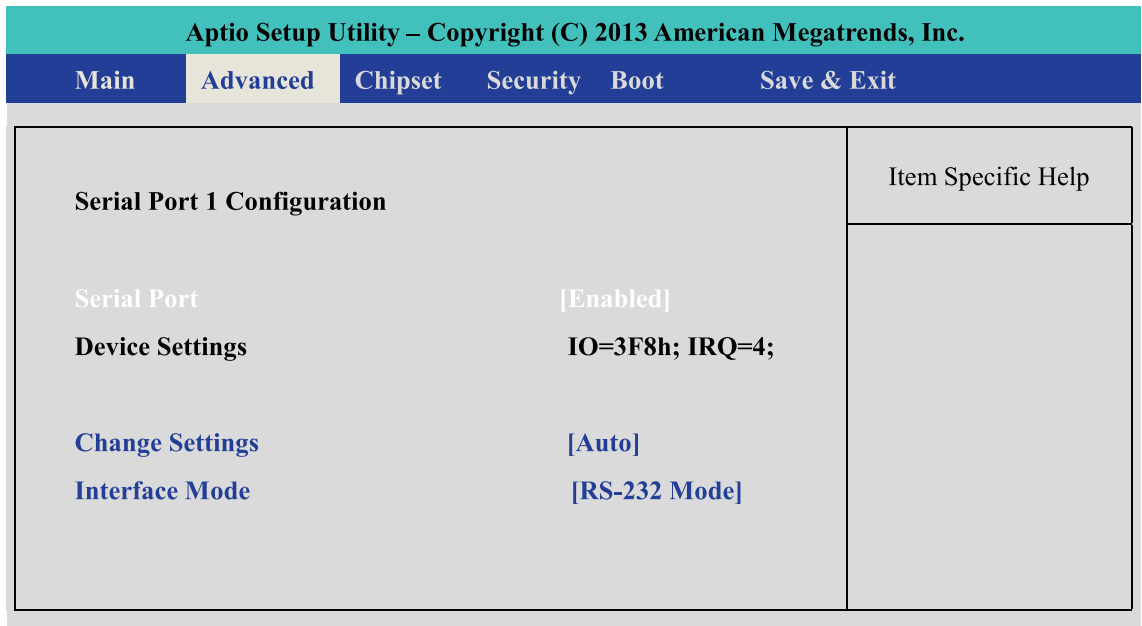 Aptio Setup Utility – Copyright (C) 2013 American Megatrends, Inc.
Main Advanced Chipset Security Boot Save & Exit
Item Specific Help
Serial Port 1 Configuration
Serial Port [Enabled]
Device Settings IO=3F8h; IRQ=4;
Change Settings [Auto]
Interface Mode [RS-232 Mode]